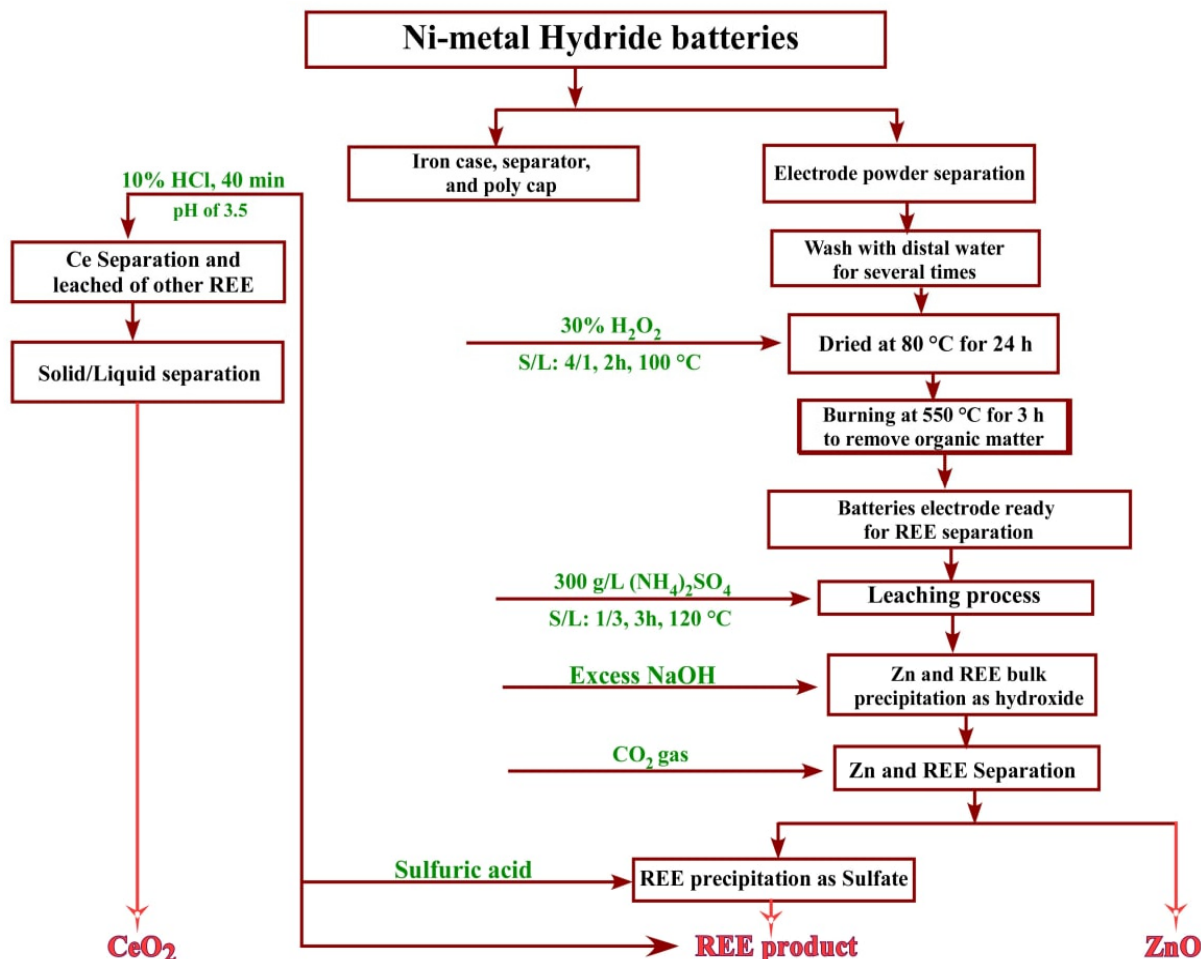 Ni-metal Hydride batteries
Iron case, separator,
and poly cap
Electrode powder separation
10% HCl, 40 min
pH of 3.5
Ce Separation and
leached of other REE
Solid/Liquid separation
Wash with distal water
for several times
30% H₂O₂
S/L: 4/1, 2h, 100 °C
Dried at 80 °C for 24 h
Burning at 550 °C for 3 h
to remove organic matter
Batteries electrode ready
for REE separation
300 g/L (NH₄)₂SO₄
S/L: 1/3, 3h, 120 °C
Leaching process
Excess NaOH
Zn and REE bulk
precipitation as hydroxide
CO₂ gas
Zn and REE Separation
Sulfuric acid
REE precipitation as Sulfate
CeO₂
REE product
ZnO